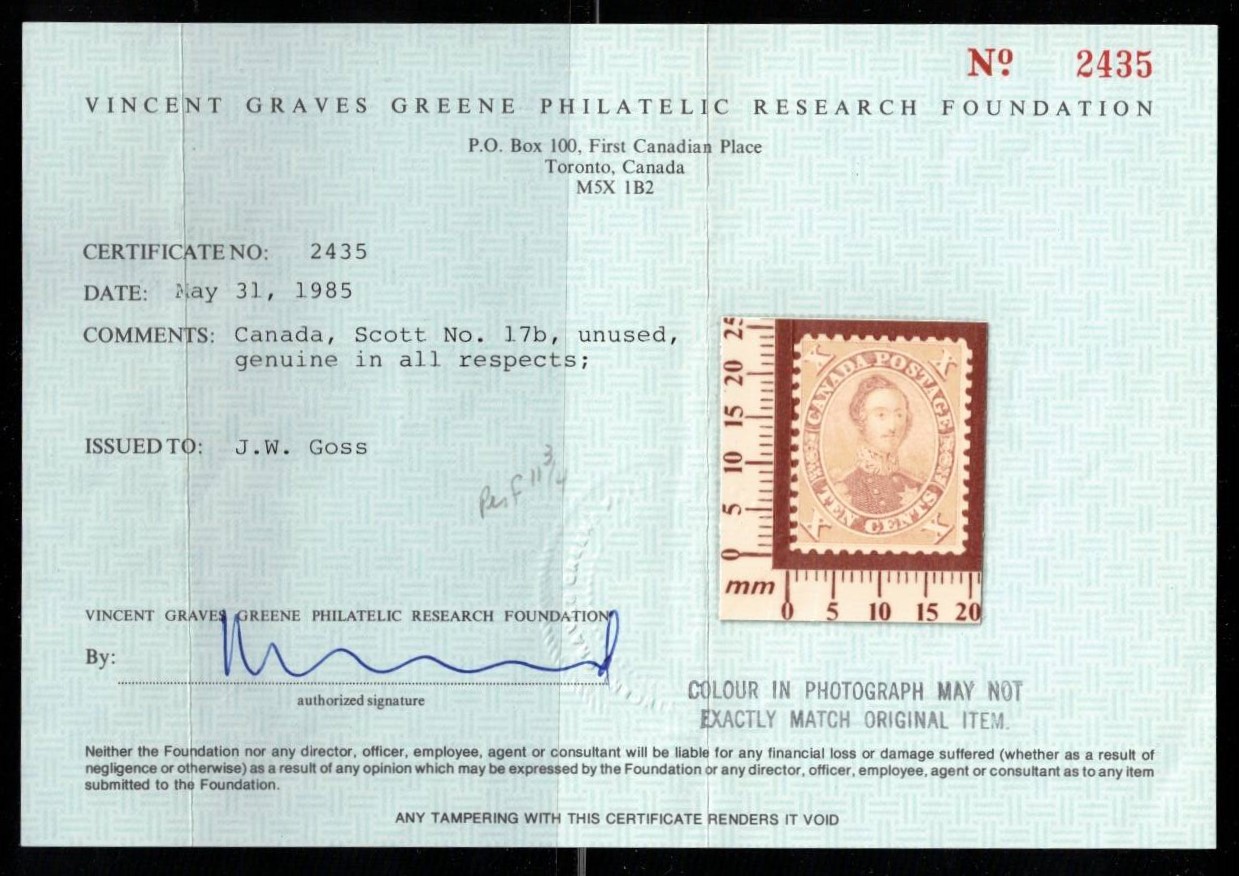 Nº 2435
VINCENT GRAVES GREENE PHILATELIC RESEARCH FOUNDATION
P.O. Box 100, First Canadian Place
Toronto, Canada
M5X 1B2
CERTIFICATE NO: 2435
DATE: May 31, 1985
COMMENTS: Canada, Scott No. 17b, unused,
genuine in all respects;
ISSUED TO: J.W. Goss
Perf 11 3/4
25
20
15
10
5
0
mm
0 5 10 15 20
CANADA POSTAGE
TEN CENTS
X X
X X
VINCENT GRAVES GREENE PHILATELIC RESEARCH FOUNDATION
By:
authorized signature
COLOUR IN PHOTOGRAPH MAY NOT
EXACTLY MATCH ORIGINAL ITEM.
Neither the Foundation nor any director, officer, employee, agent or consultant will be liable for any financial loss or damage suffered (whether as a result of
negligence or otherwise) as a result of any opinion which may be expressed by the Foundation or any director, officer, employee, agent or consultant as to any item
submitted to the Foundation.
ANY TAMPERING WITH THIS CERTIFICATE RENDERS IT VOID